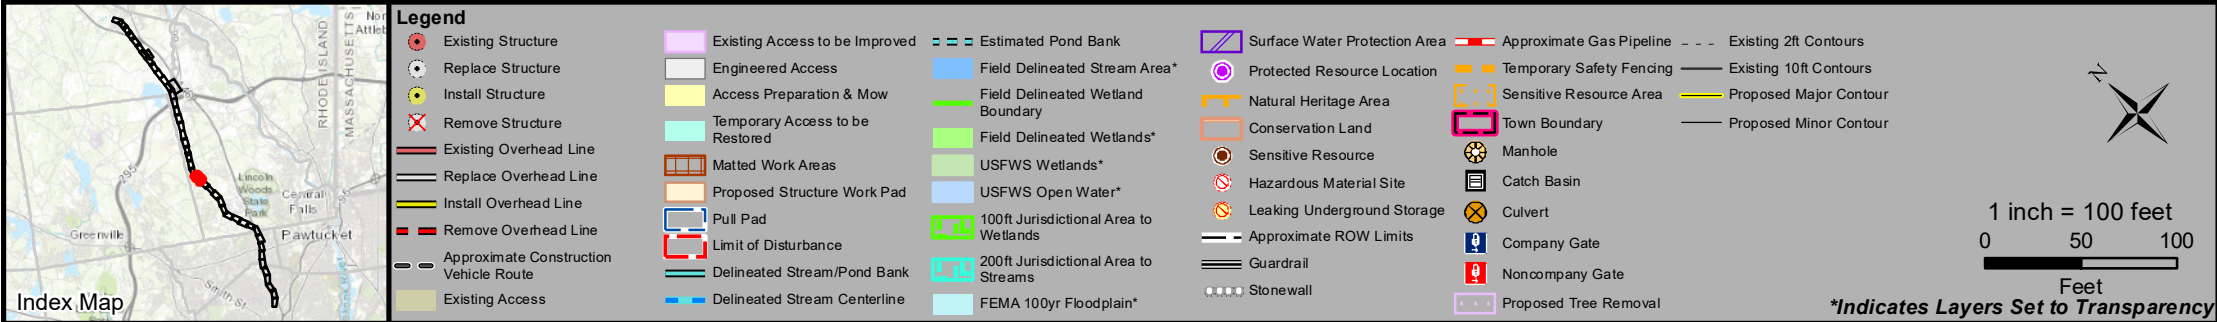 Nor
Attleb
RHODE ISLAND
MASSACHUSETTS
295
Lincoln
Woods
State
Park
Central
Falls
Greenville
Pawtucket
Smith St
Index Map
Legend
Existing Structure
Replace Structure
Install Structure
Remove Structure
Existing Overhead Line
Replace Overhead Line
Install Overhead Line
Remove Overhead Line
Approximate Construction
Vehicle Route
Existing Access
Existing Access to be Improved
Engineered Access
Access Preparation & Mow
Temporary Access to be
Restored
Matted Work Areas
Proposed Structure Work Pad
Pull Pad
Limit of Disturbance
Delineated Stream/Pond Bank
Delineated Stream Centerline
Estimated Pond Bank
Field Delineated Stream Area*
Field Delineated Wetland
Boundary
Field Delineated Wetlands*
USFWS Wetlands*
USFWS Open Water*
100ft Jurisdictional Area to
Wetlands
200ft Jurisdictional Area to
Streams
FEMA 100yr Floodplain*
Surface Water Protection Area
Protected Resource Location
Natural Heritage Area
Conservation Land
Sensitive Resource
Hazardous Material Site
Leaking Underground Storage
Approximate ROW Limits
Guardrail
Stonewall
Approximate Gas Pipeline
Temporary Safety Fencing
Sensitive Resource Area
Town Boundary
Manhole
Catch Basin
Culvert
Company Gate
Noncompany Gate
Proposed Tree Removal
Existing 2ft Contours
Existing 10ft Contours
Proposed Major Contour
Proposed Minor Contour
N
1 inch = 100 feet
0 50 100
Feet
*Indicates Layers Set to Transparency